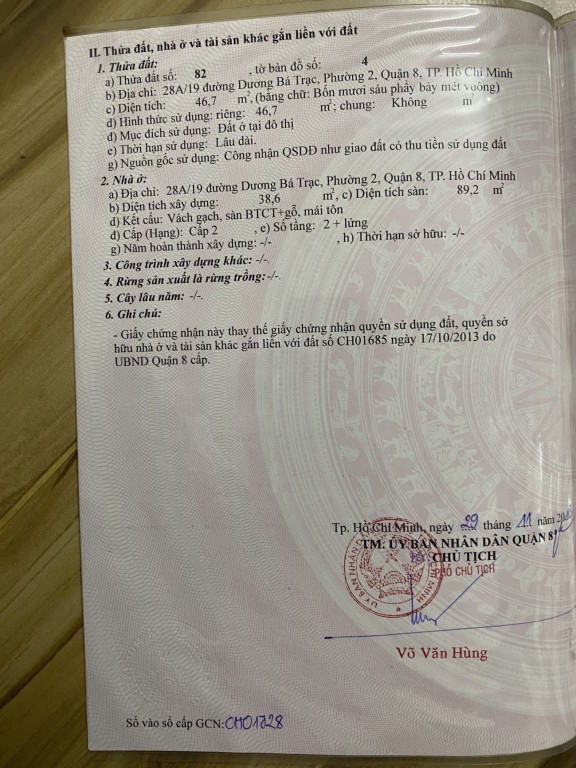 II. Thửa đất, nhà ở và tài sản khác gắn liền với đất
1. Thửa đất:
a) Thửa đất số: 82 , tờ bản đồ số: 4
b) Địa chỉ: 28A/19 đường Dương Bá Trạc, Phường 2, Quận 8, TP. Hồ Chí Minh
c) Diện tích: 46,7 m², (bằng chữ: Bốn mươi sáu phẩy bảy mét vuông)
d) Hình thức sử dụng: riêng: 46,7 m²; chung: Không m²
đ) Mục đích sử dụng: Đất ở tại đô thị
e) Thời hạn sử dụng: Lâu dài.
g) Nguồn gốc sử dụng: Công nhận QSDĐ như giao đất có thu tiền sử dụng đất
2. Nhà ở:
a) Địa chỉ: 28A/19 đường Dương Bá Trạc, Phường 2, Quận 8, TP. Hồ Chí Minh
b) Diện tích xây dựng: 38,6 m², c) Diện tích sàn: 89,2 m²
d) Kết cấu: Vách gạch, sàn BTCT+gỗ, mái tôn
đ) Cấp (Hạng): Cấp 2 , e) Số tầng: 2 + lửng
g) Năm hoàn thành xây dựng: -/- , h) Thời hạn sở hữu: -/-
3. Công trình xây dựng khác: -/-.
4. Rừng sản xuất là rừng trồng: -/-.
5. Cây lâu năm: -/-.
6. Ghi chú:
- Giấy chứng nhận này thay thế giấy chứng nhận quyền sử dụng đất, quyền sở
hữu nhà ở và tài sản khác gắn liền với đất số CH01685 ngày 17/10/2013 do
UBND Quận 8 cấp.
Tp. Hồ Chí Minh, ngày 29 tháng 11 năm
TM. ỦY BAN NHÂN DÂN QUẬN 8
CHỦ TỊCH
PHÓ CHỦ TỊCH
Võ Văn Hùng
Số vào sổ cấp GCN: CH01728